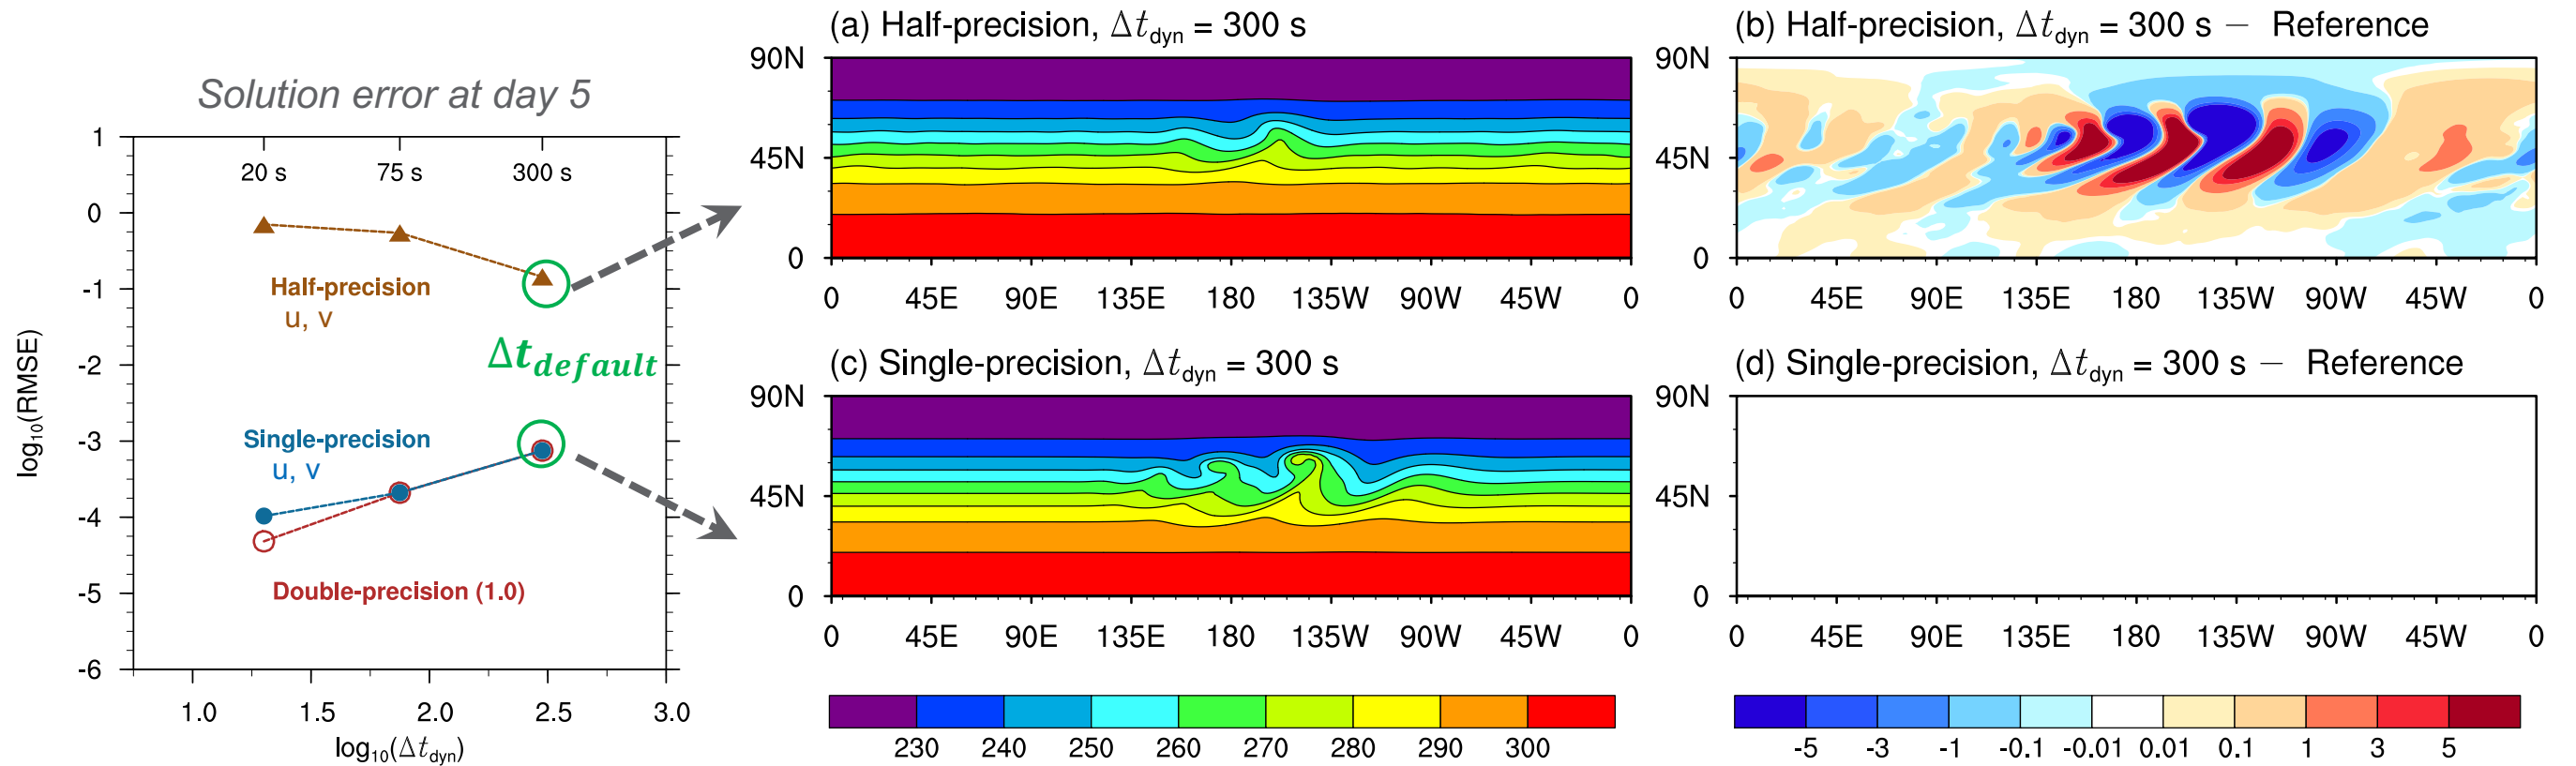 Solution error at day 5
1
0
-1
-2
-3
-4
-5
-6
log10(RMSE)
20 s
75 s
300 s
Half-precision
u, v
Δt_default
Single-precision
u, v
Double-precision (1.0)
1.0 1.5 2.0 2.5 3.0
log10(Δt_dyn)
(a) Half-precision, Δt_dyn = 300 s
90N
45N
0
0 45E 90E 135E 180 135W 90W 45W 0
(b) Half-precision, Δt_dyn = 300 s − Reference
90N
45N
0
0 45E 90E 135E 180 135W 90W 45W 0
(c) Single-precision, Δt_dyn = 300 s
90N
45N
0
0 45E 90E 135E 180 135W 90W 45W 0
230 240 250 260 270 280 290 300
(d) Single-precision, Δt_dyn = 300 s − Reference
90N
45N
0
0 45E 90E 135E 180 135W 90W 45W 0
-5 -3 -1 -0.1 -0.01 0.01 0.1 1 3 5